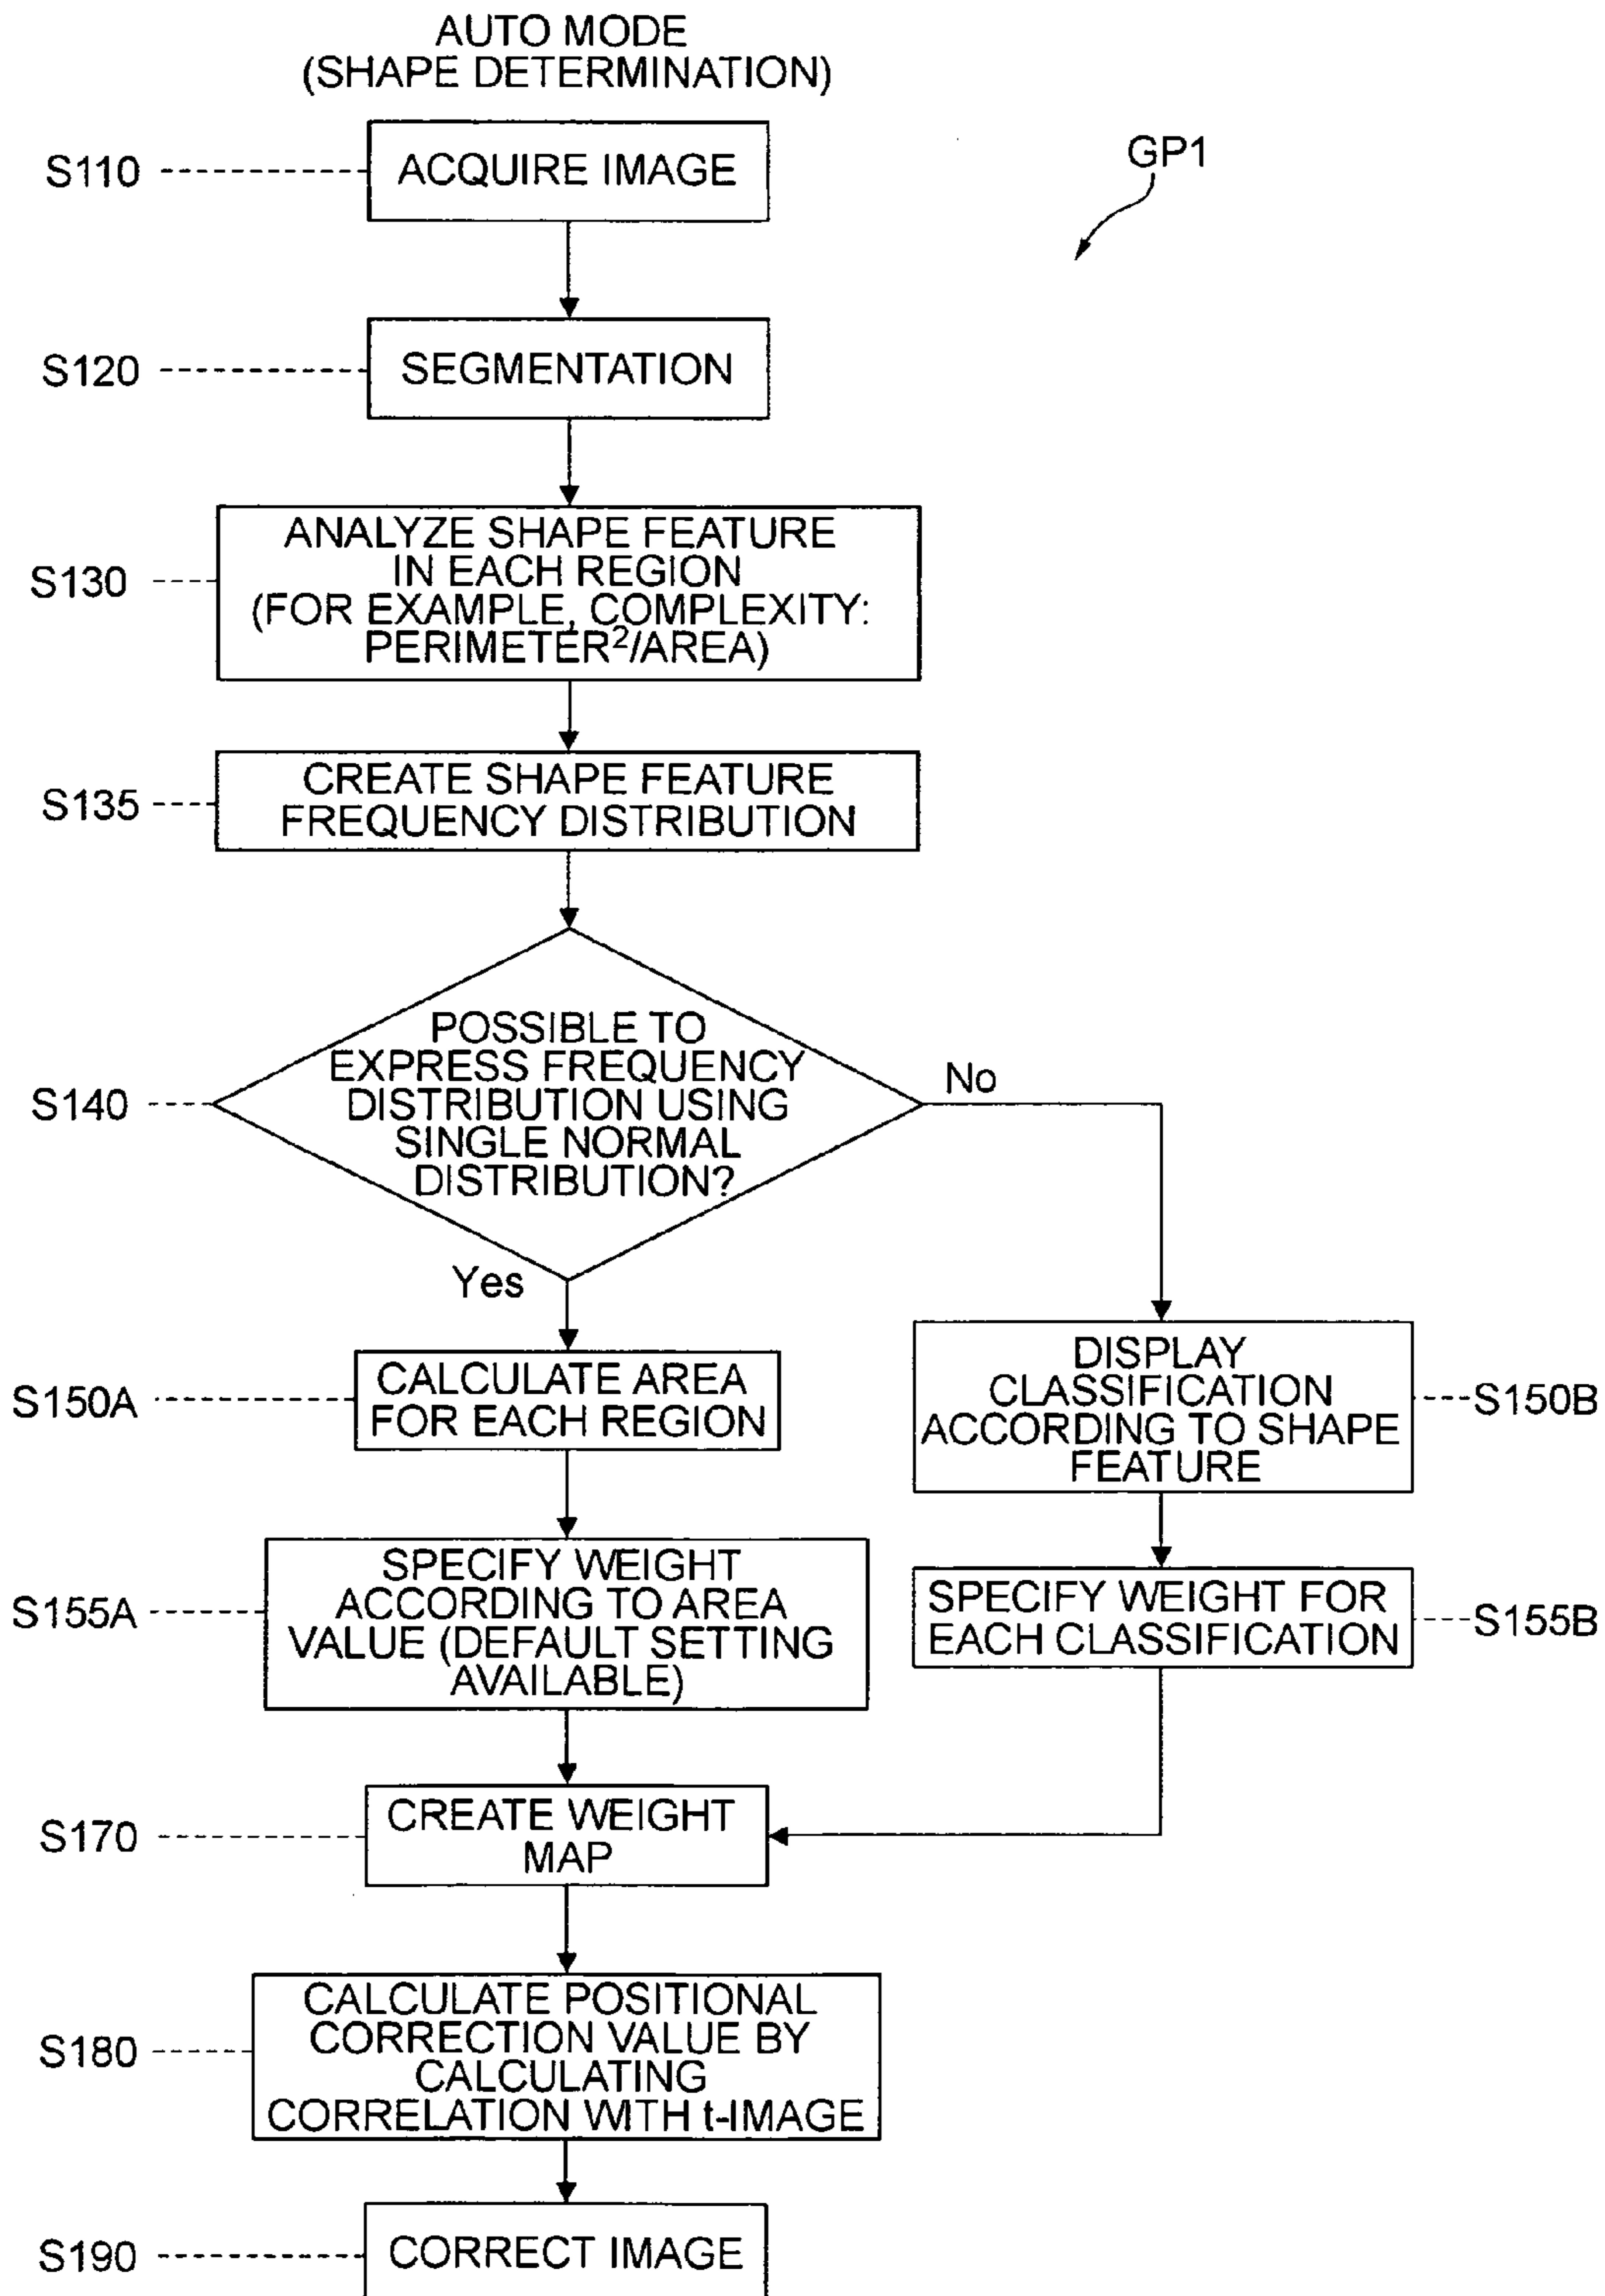 AUTO MODE
(SHAPE DETERMINATION)
GP1
S110
ACQUIRE IMAGE
S120
SEGMENTATION
S130
ANALYZE SHAPE FEATURE
IN EACH REGION
(FOR EXAMPLE, COMPLEXITY:
PERIMETER²/AREA)
S135
CREATE SHAPE FEATURE
FREQUENCY DISTRIBUTION
S140
POSSIBLE TO
EXPRESS FREQUENCY
DISTRIBUTION USING
SINGLE NORMAL
DISTRIBUTION?
No
Yes
S150A
CALCULATE AREA
FOR EACH REGION
DISPLAY
CLASSIFICATION
ACCORDING TO SHAPE
FEATURE
S150B
S155A
SPECIFY WEIGHT
ACCORDING TO AREA
VALUE (DEFAULT SETTING
AVAILABLE)
SPECIFY WEIGHT FOR
EACH CLASSIFICATION
S155B
S170
CREATE WEIGHT
MAP
S180
CALCULATE POSITIONAL
CORRECTION VALUE BY
CALCULATING
CORRELATION WITH t-IMAGE
S190
CORRECT IMAGE